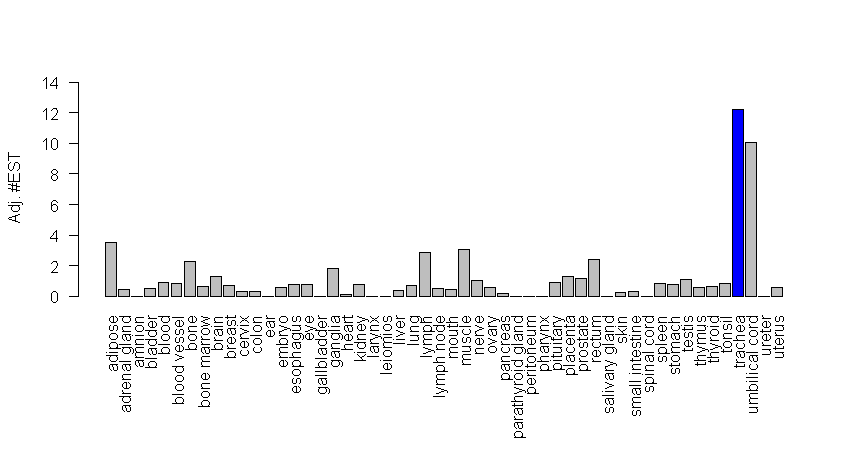 14
12
10
8
6
4
2
0
Adj. #EST
adipose
adrenal gland
amnion
bladder
blood
blood vessel
bone
bone marrow
brain
breast
cervix
colon
ear
embryo
esophagus
eye
gallbladder
ganglia
heart
kidney
larynx
leiomios
liver
lung
lymph
lymph node
mouth
muscle
nerve
ovary
pancreas
parathyroid gland
peritoneum
pharynx
pituitary
placenta
prostate
rectum
salivary gland
skin
small intestine
spinal cord
spleen
stomach
testis
thymus
thyroid
tonsil
trachea
umbilical cord
ureter
uterus